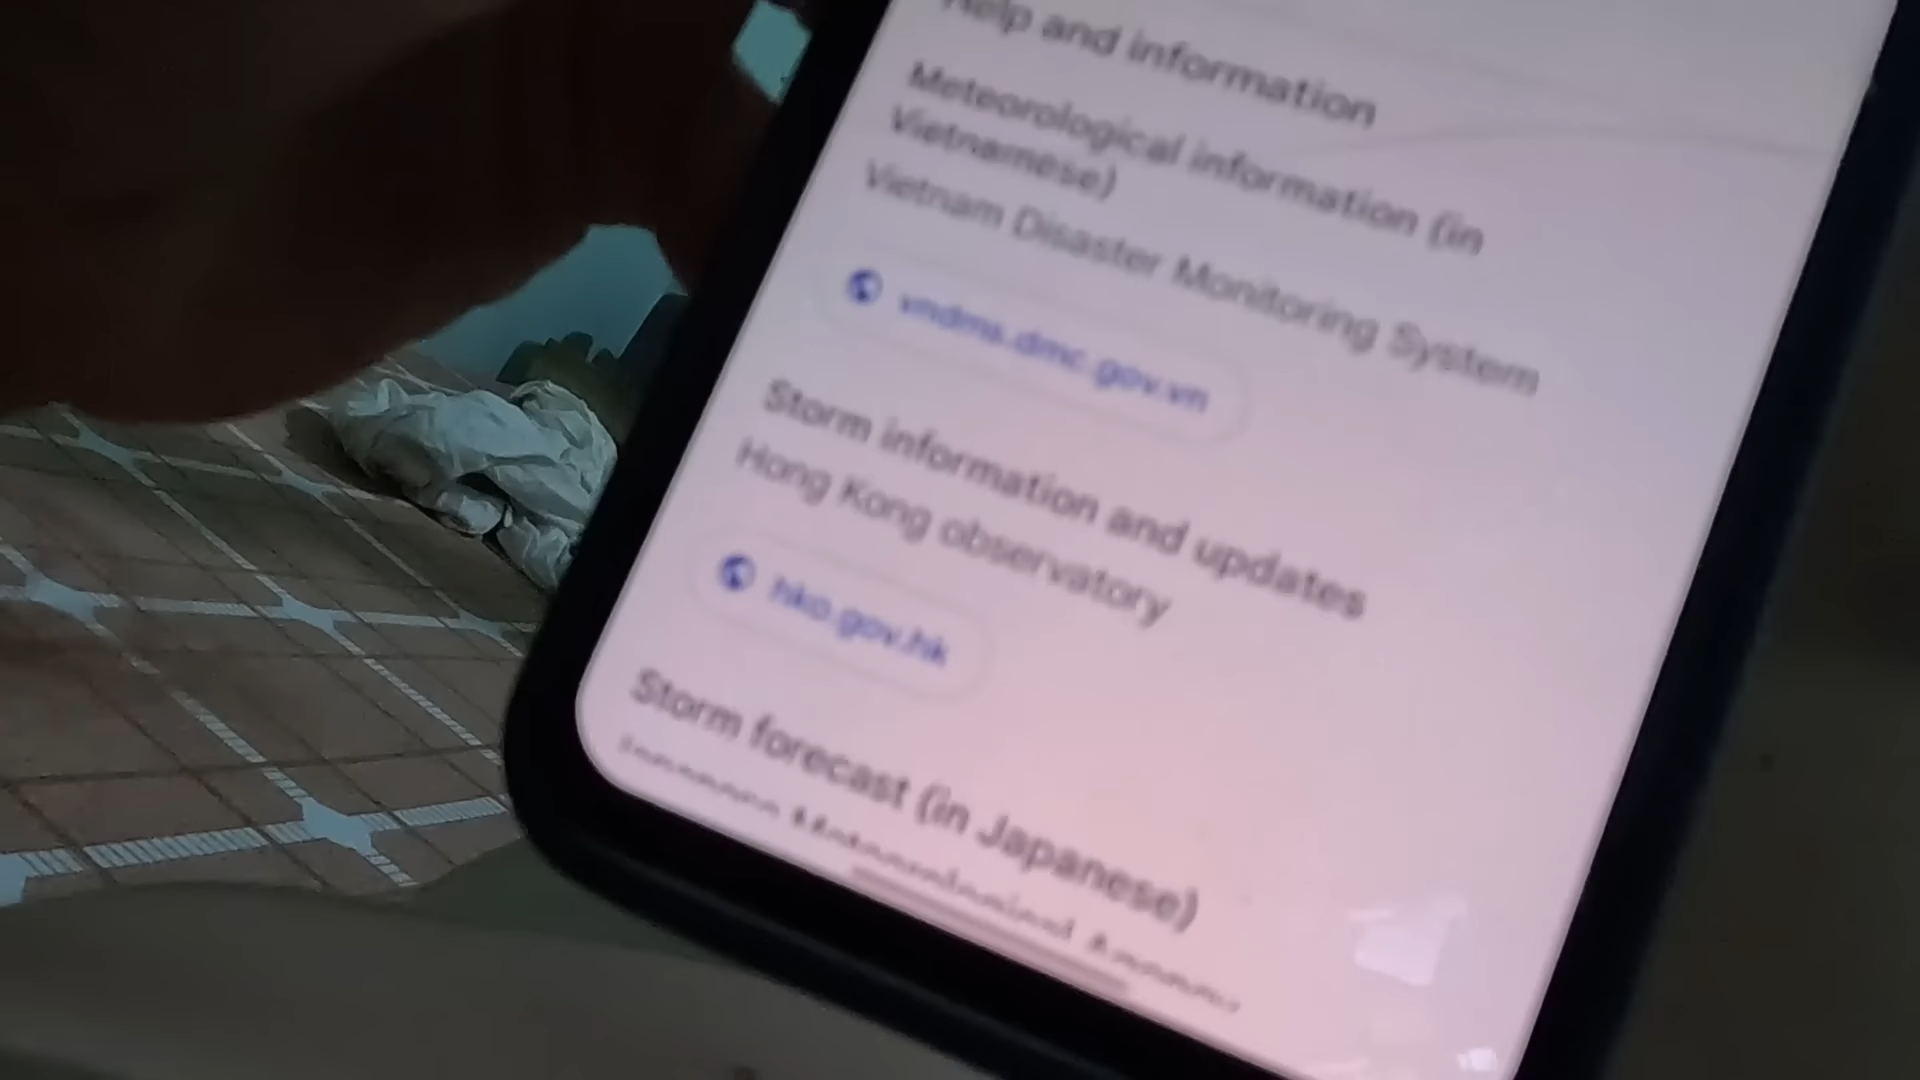 Help and information
Meteorological information (in
Vietnamese)
Vietnam Disaster Monitoring System
vndms.dmc.gov.vn
Storm information and updates
Hong Kong observatory
hko.gov.hk
Storm forecast (in Japanese)